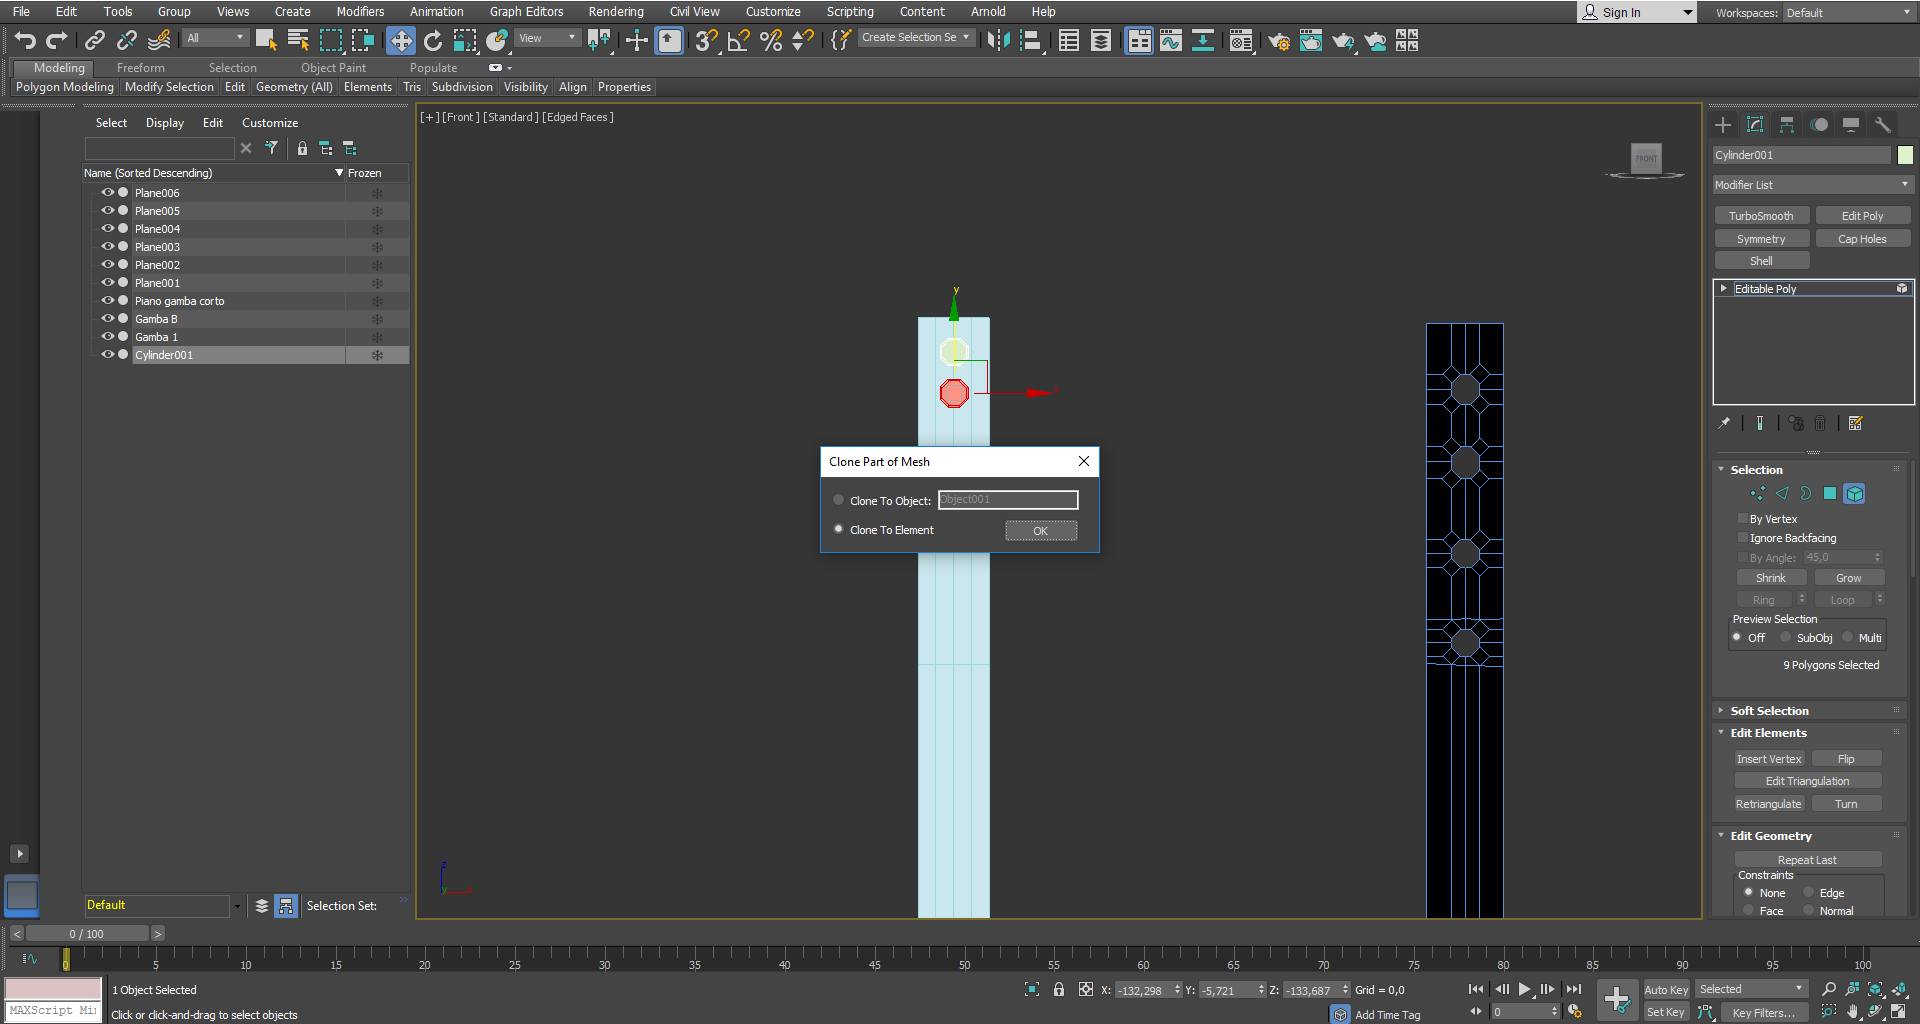 File Edit Tools Group Views Create Modifiers Animation Graph Editors Rendering Civil View Customize Scripting Content Arnold Help Sign In Workspaces: Default
All View Create Selection Se
Modeling Freeform Selection Object Paint Populate
Polygon Modeling Modify Selection Edit Geometry (All) Elements Tris Subdivision Visibility Align Properties
Select Display Edit Customize
Name (Sorted Descending) Frozen
Plane006
Plane005
Plane004
Plane003
Plane002
Plane001
Piano gamba corto
Gamba B
Gamba 1
Cylinder001
Default Selection Set:
[+] [Front] [Standard] [Edged Faces]
FRONT
y
x
Clone Part of Mesh
Clone To Object: Object001
Clone To Element OK
z
y
Cylinder001
Modifier List
TurboSmooth Edit Poly
Symmetry Cap Holes
Shell
Editable Poly
Selection
By Vertex
Ignore Backfacing
By Angle: 45,0
Shrink Grow
Ring Loop
Preview Selection
Off SubObj Multi
9 Polygons Selected
Soft Selection
Edit Elements
Insert Vertex Flip
Edit Triangulation
Retriangulate Turn
Edit Geometry
Repeat Last
Constraints
None Edge
Face Normal
< 0 / 100 >
0 5 10 15 20 25 30 35 40 45 50 55 60 65 70 75 80 85 90 95 100
1 Object Selected X: -132,298 Y: -5,721 Z: -133,687 Grid = 0,0 Auto Key Selected
MAXScript Mi
Click or click-and-drag to select objects Add Time Tag 0 Set Key Key Filters...